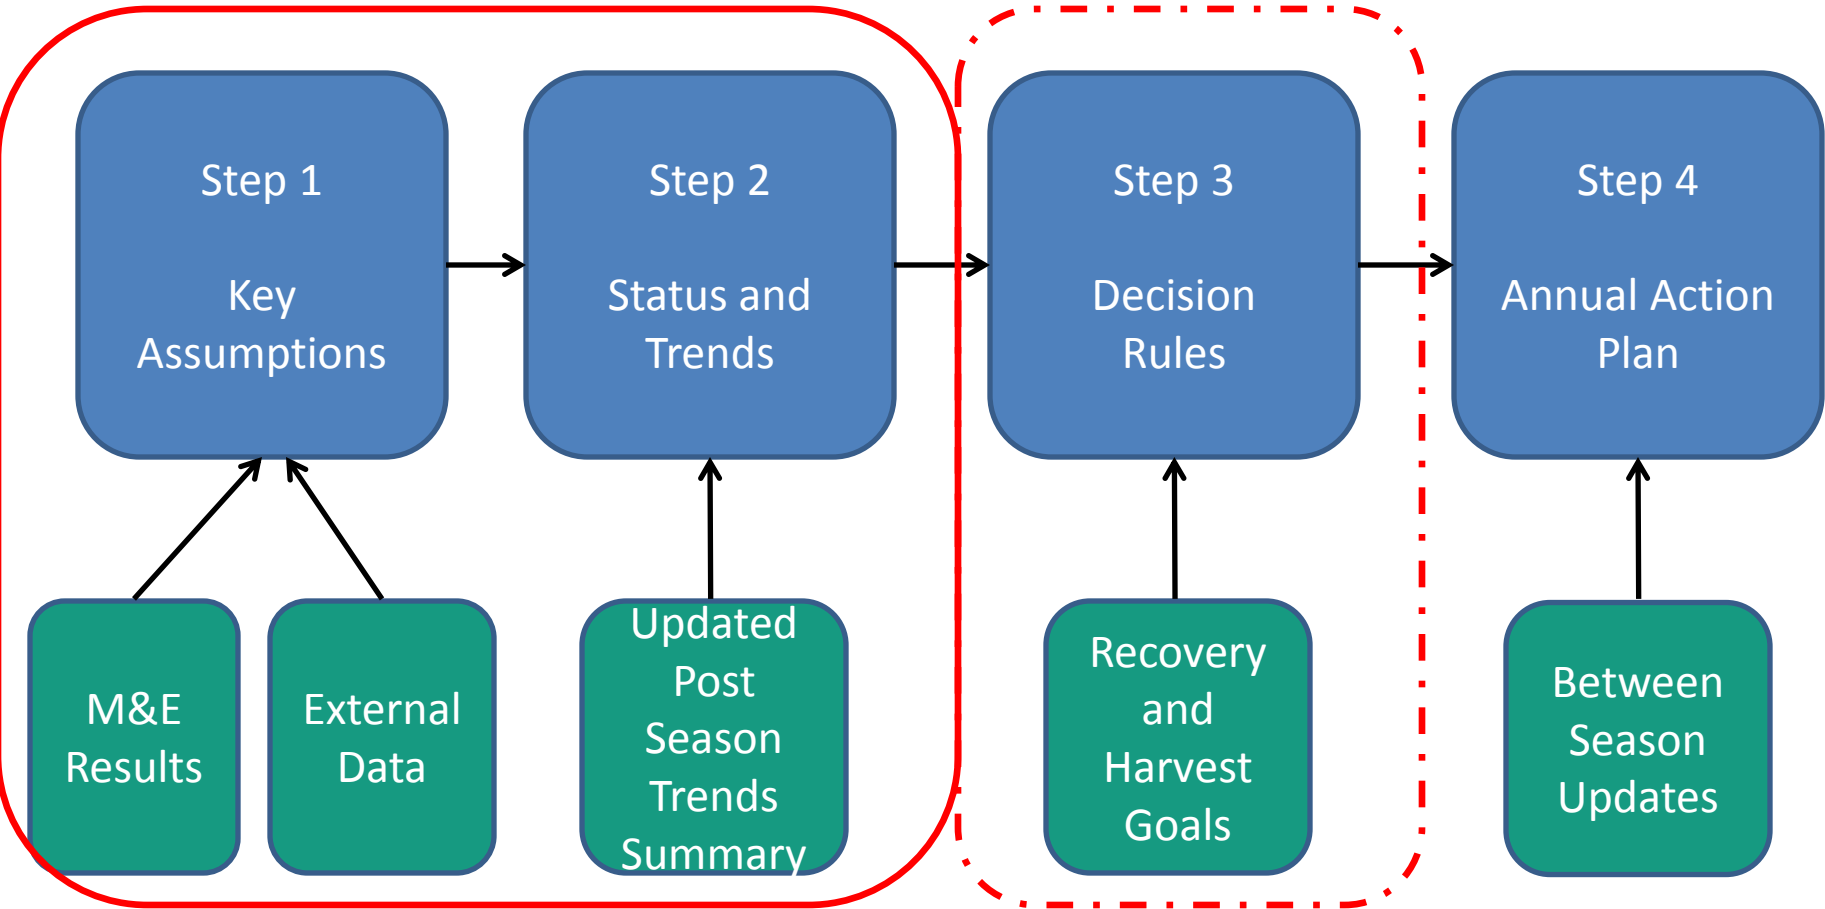 Step 1
Key
Assumptions
Step 2
Status and
Trends
Step 3
Decision
Rules
Step 4
Annual Action
Plan
M&E
Results
External
Data
Updated
Post
Season
Trends
Summary
Recovery
and
Harvest
Goals
Between
Season
Updates